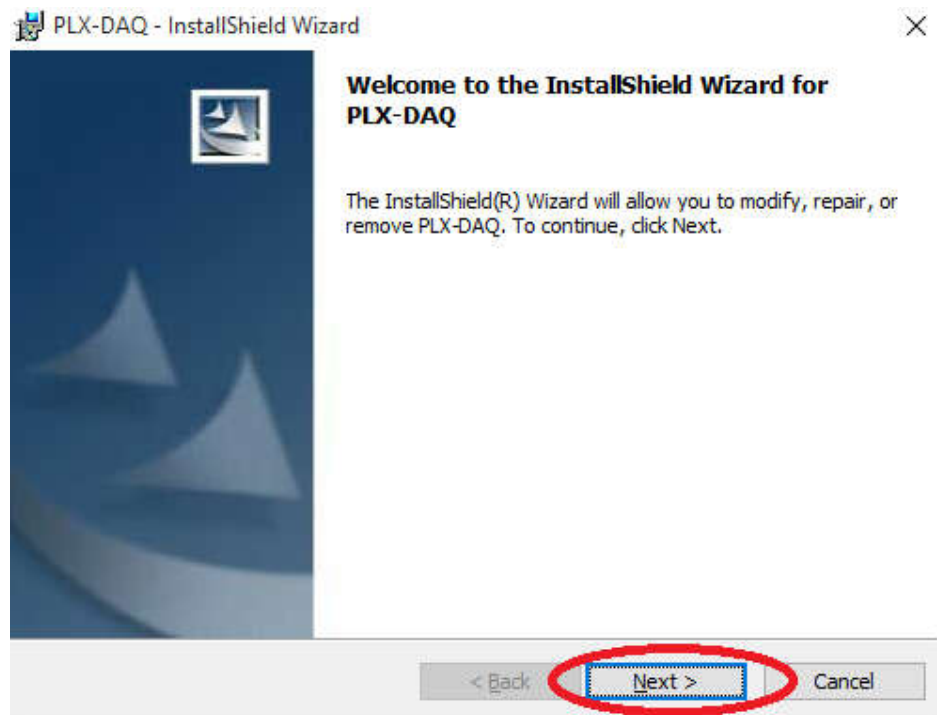 PLX-DAQ - InstallShield Wizard
Welcome to the InstallShield Wizard for
PLX-DAQ
The InstallShield(R) Wizard will allow you to modify, repair, or
remove PLX-DAQ. To continue, click Next.
< Back
Next >
Cancel